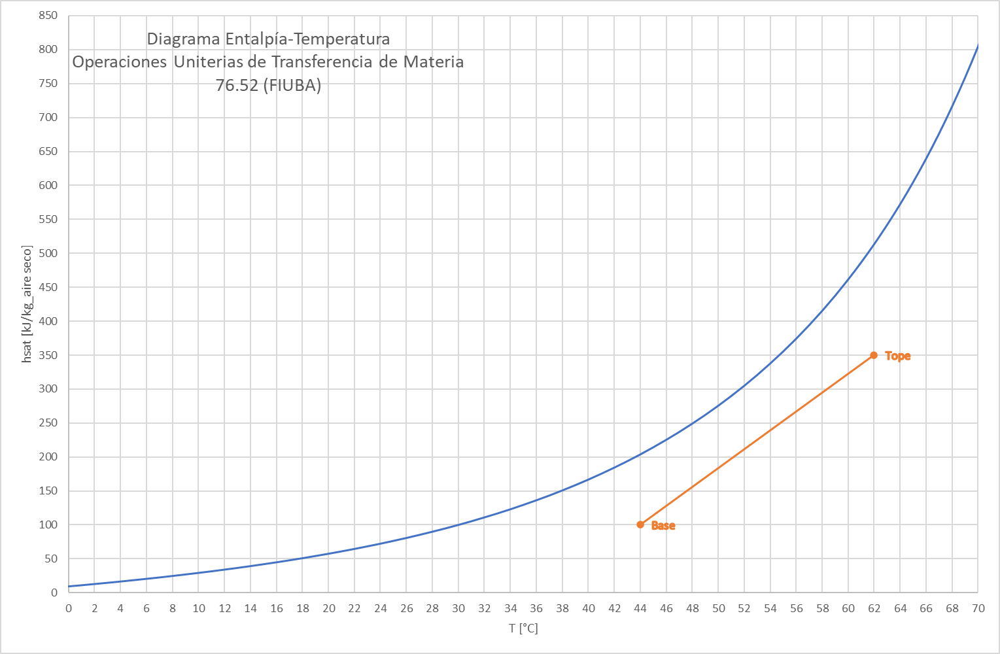 Diagrama Entalpía-Temperatura
Operaciones Uniterias de Transferencia de Materia
76.52 (FIUBA)
850
800
750
700
650
600
550
500
450
400
350
300
250
200
150
100
50
0
hsat [kJ/kg_aire seco]
Tope
Base
0 2 4 6 8 10 12 14 16 18 20 22 24 26 28 30 32 34 36 38 40 42 44 46 48 50 52 54 56 58 60 62 64 66 68 70
T [°C]